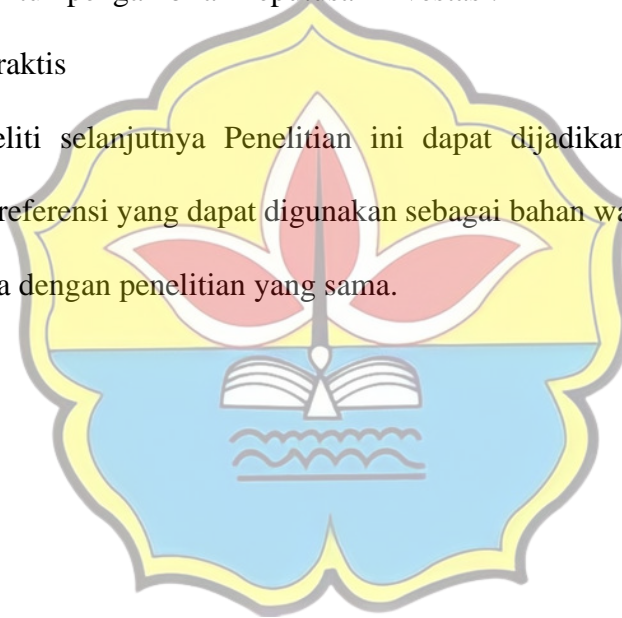 raktis
eliti selanjutnya Penelitian ini dapat dijadikan
referensi yang dapat digunakan sebagai bahan wa
a dengan penelitian yang sama.